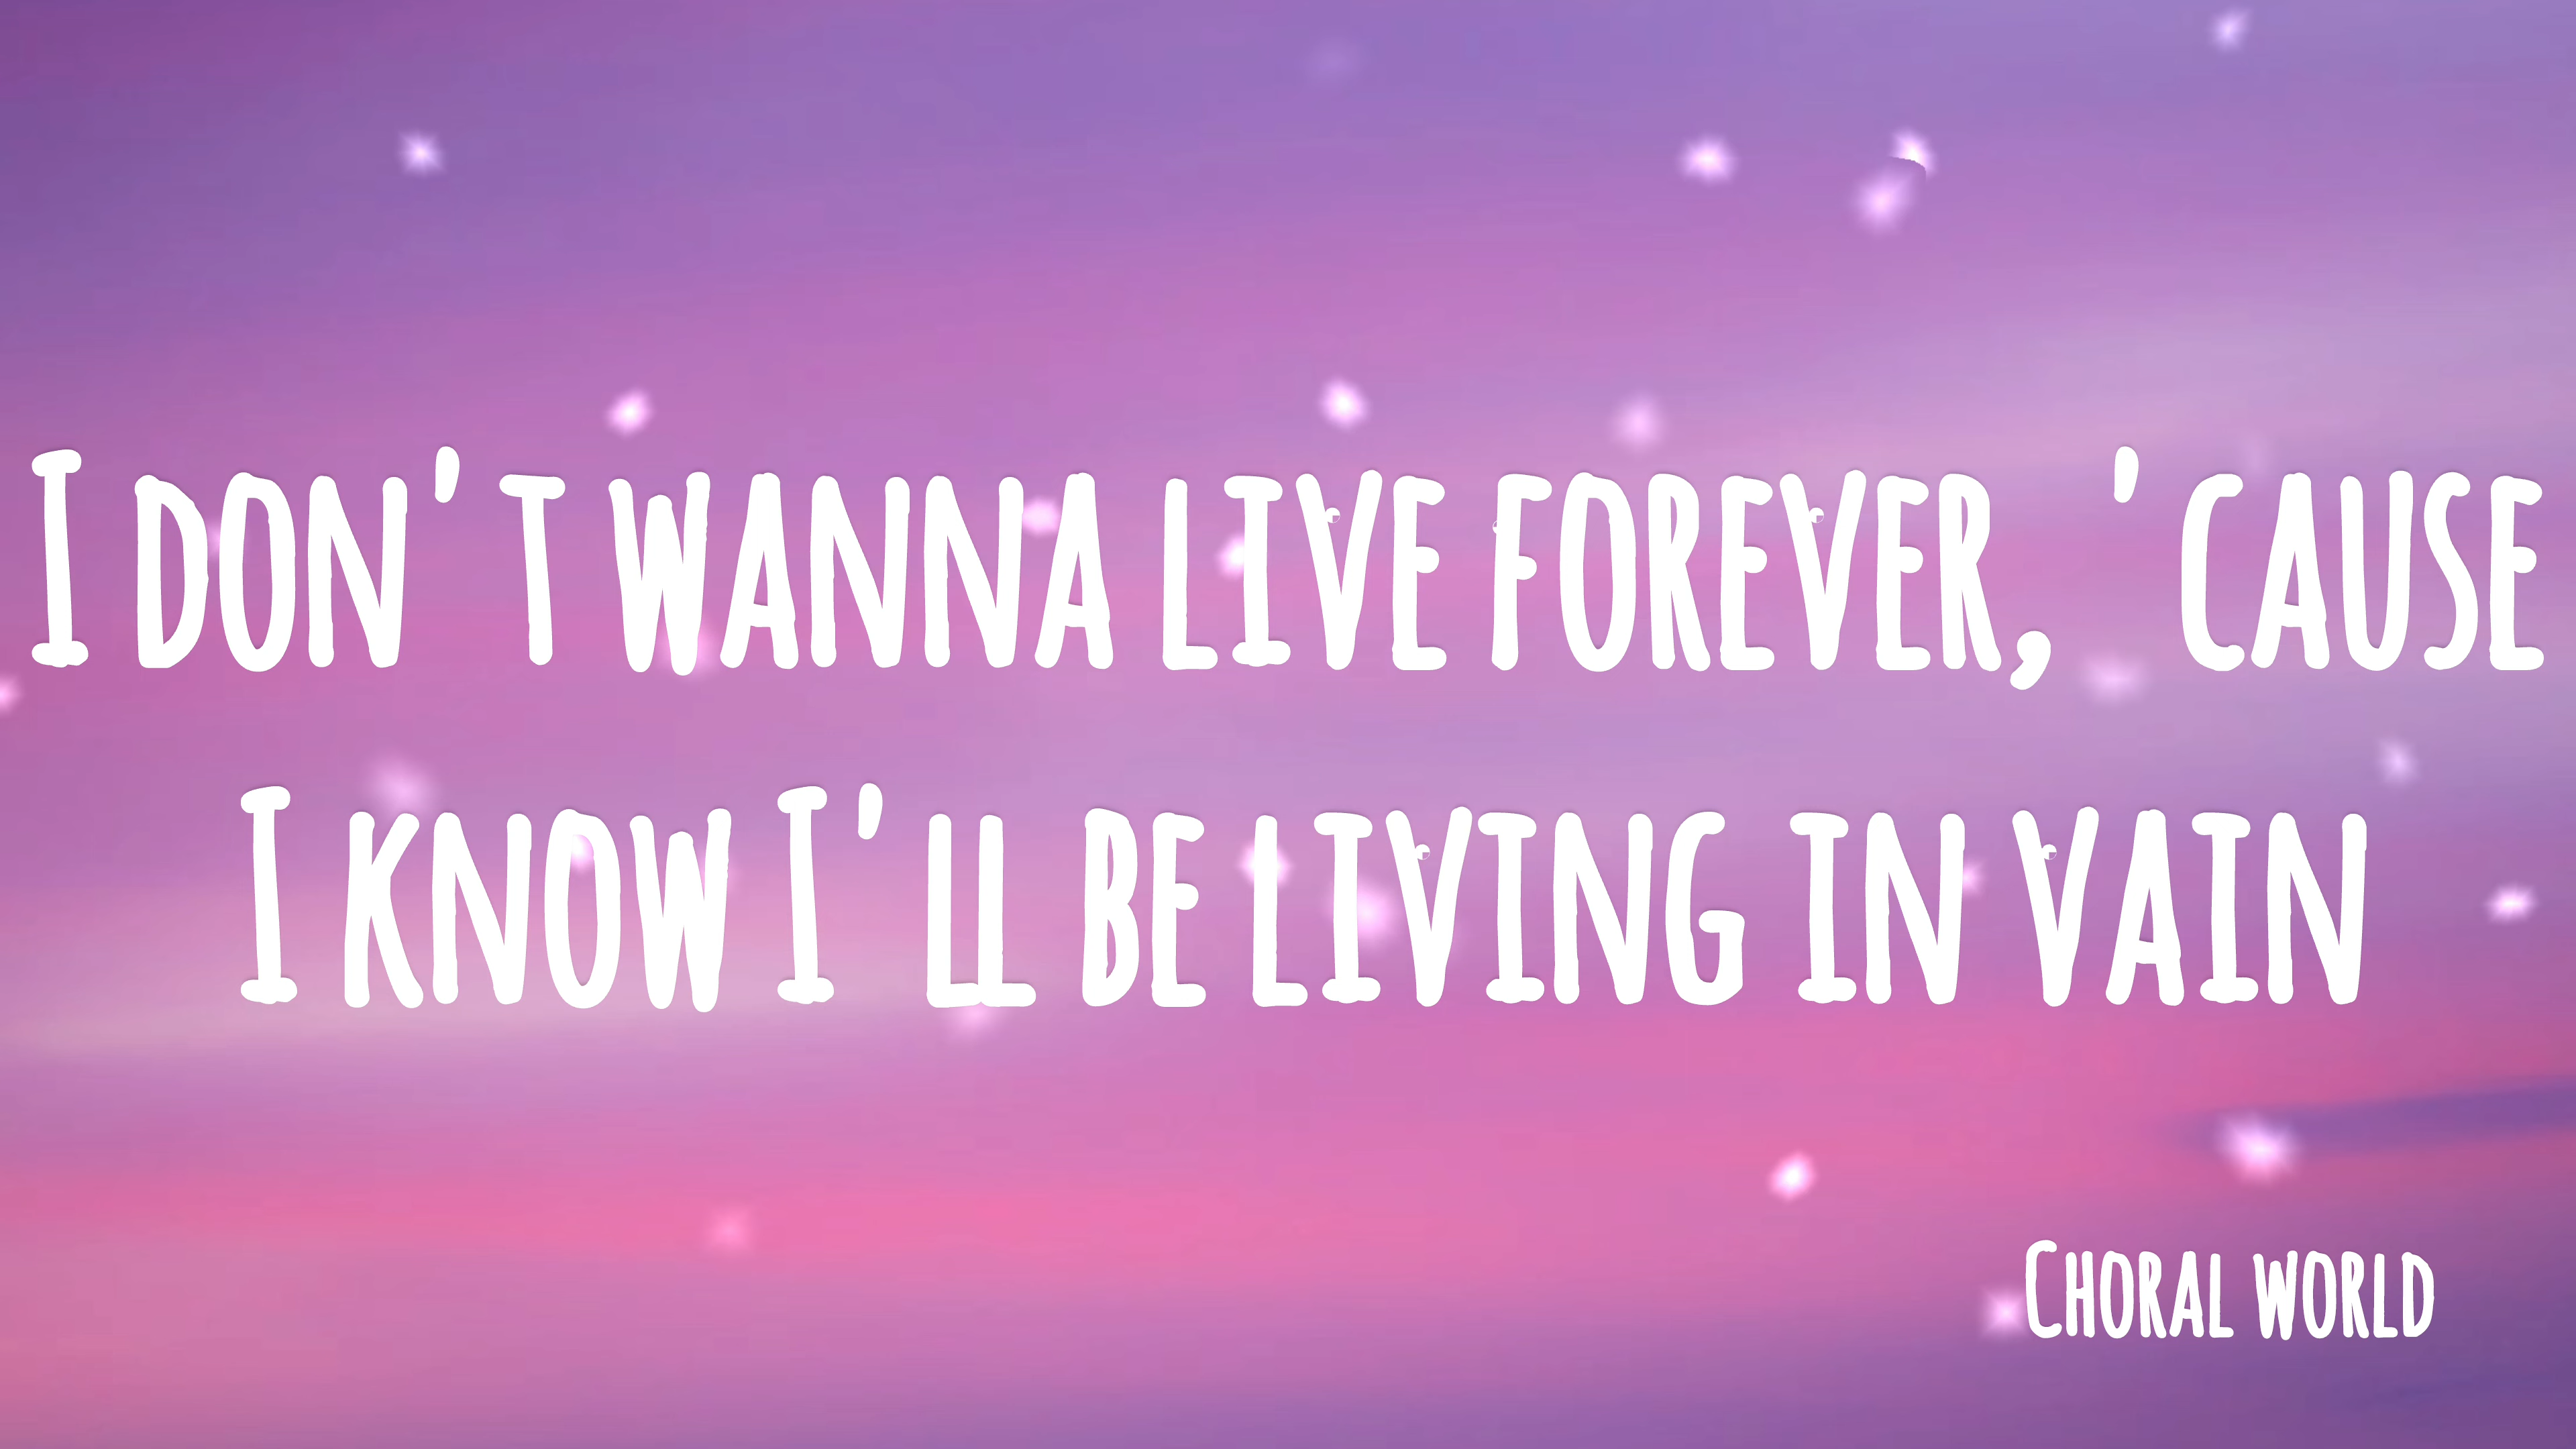 I don't wanna live forever, 'cause
I know I'll be living in vain
Choral world